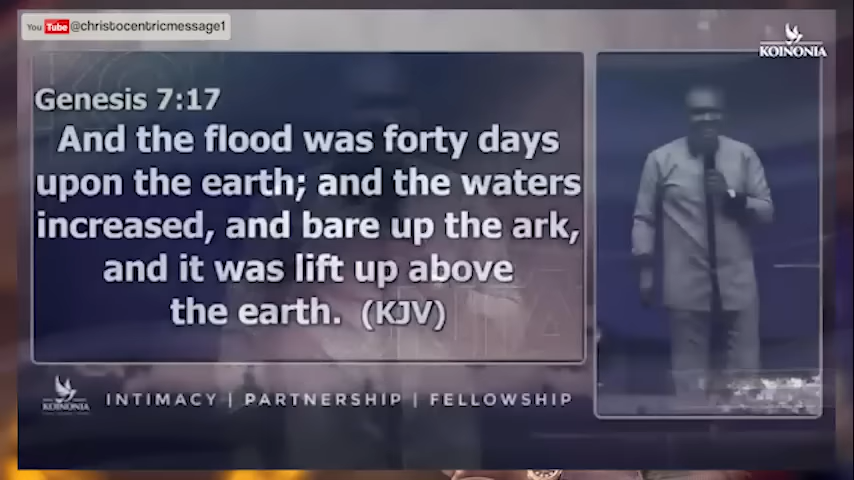 You Tube @christocentricmessage1
KOINONIA
Genesis 7:17
And the flood was forty days
upon the earth; and the waters
increased, and bare up the ark,
and it was lift up above
the earth. (KJV)
KOINONIA
INTIMACY | PARTNERSHIP | FELLOWSHIP